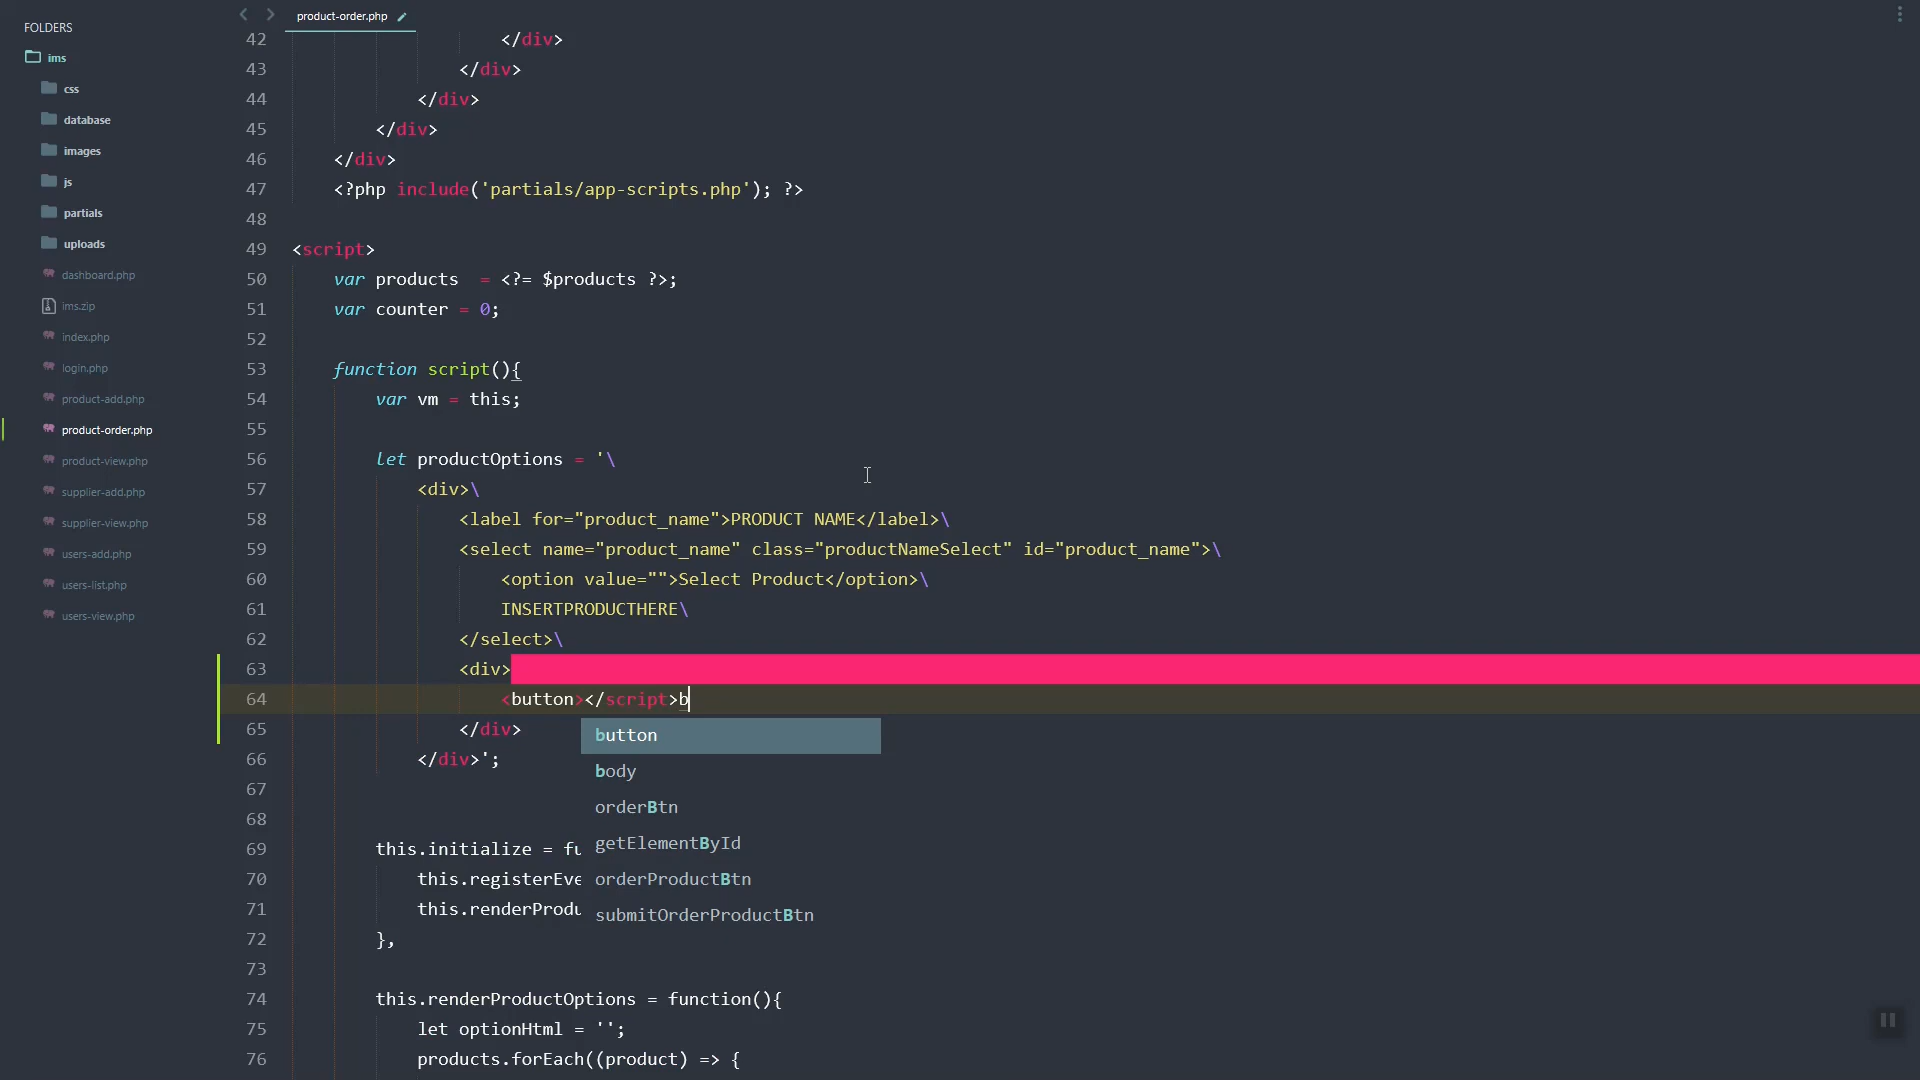 FOLDERS
ims
css
database
images
js
partials
uploads
dashboard.php
ims.zip
index.php
login.php
product-add.php
product-order.php
product-view.php
supplier-add.php
supplier-view.php
users-add.php
users-list.php
users-view.php
product-order.php
42 </div>
43 </div>
44 </div>
45 </div>
46 </div>
47 <?php include('partials/app-scripts.php'); ?>
48
49 <script>
50 var products  = <?= $products ?>;
51 var counter = 0;
52
53 function script(){
54 var vm = this;
55
56 let productOptions = '\
57 <div>\
58 <label for="product_name">PRODUCT NAME</label>\
59 <select name="product_name" class="productNameSelect" id="product_name">\
60 <option value="">Select Product</option>\
61 INSERTPRODUCTHERE\
62 </select>\
63 <div>
64 <button></script>b
65 </div>
66 </div>';
67
68
69 this.initialize = fu
70 this.registerEve
71 this.renderProdu
72 },
73
74 this.renderProductOptions = function(){
75 let optionHtml = '';
76 products.forEach((product) => {
button
body
orderBtn
getElementById
orderProductBtn
submitOrderProductBtn